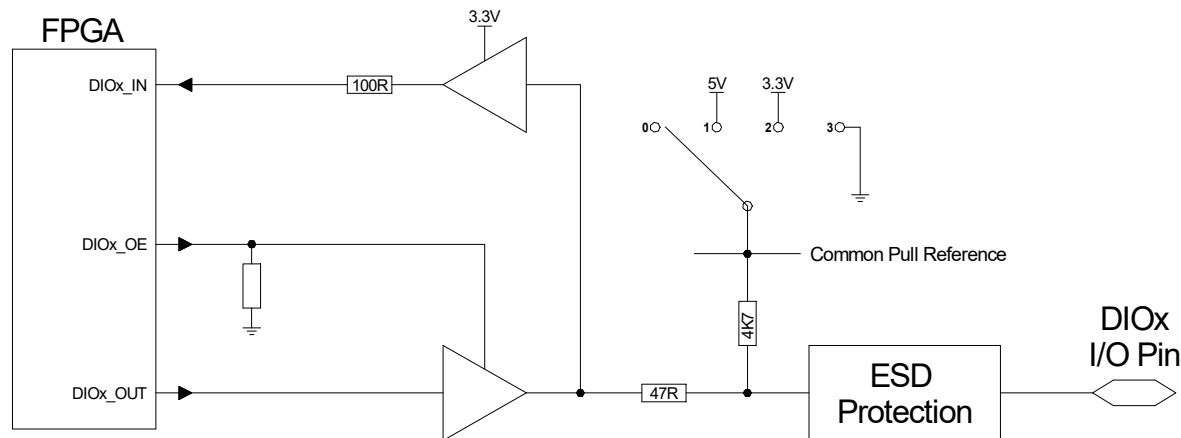 FPGA
3.3V
DIOx_IN
100R
5V
3.3V
0
1
2
3
DIOx_OE
Common Pull Reference
4K7
DIOx
I/O Pin
DIOx_OUT
47R
ESD
Protection